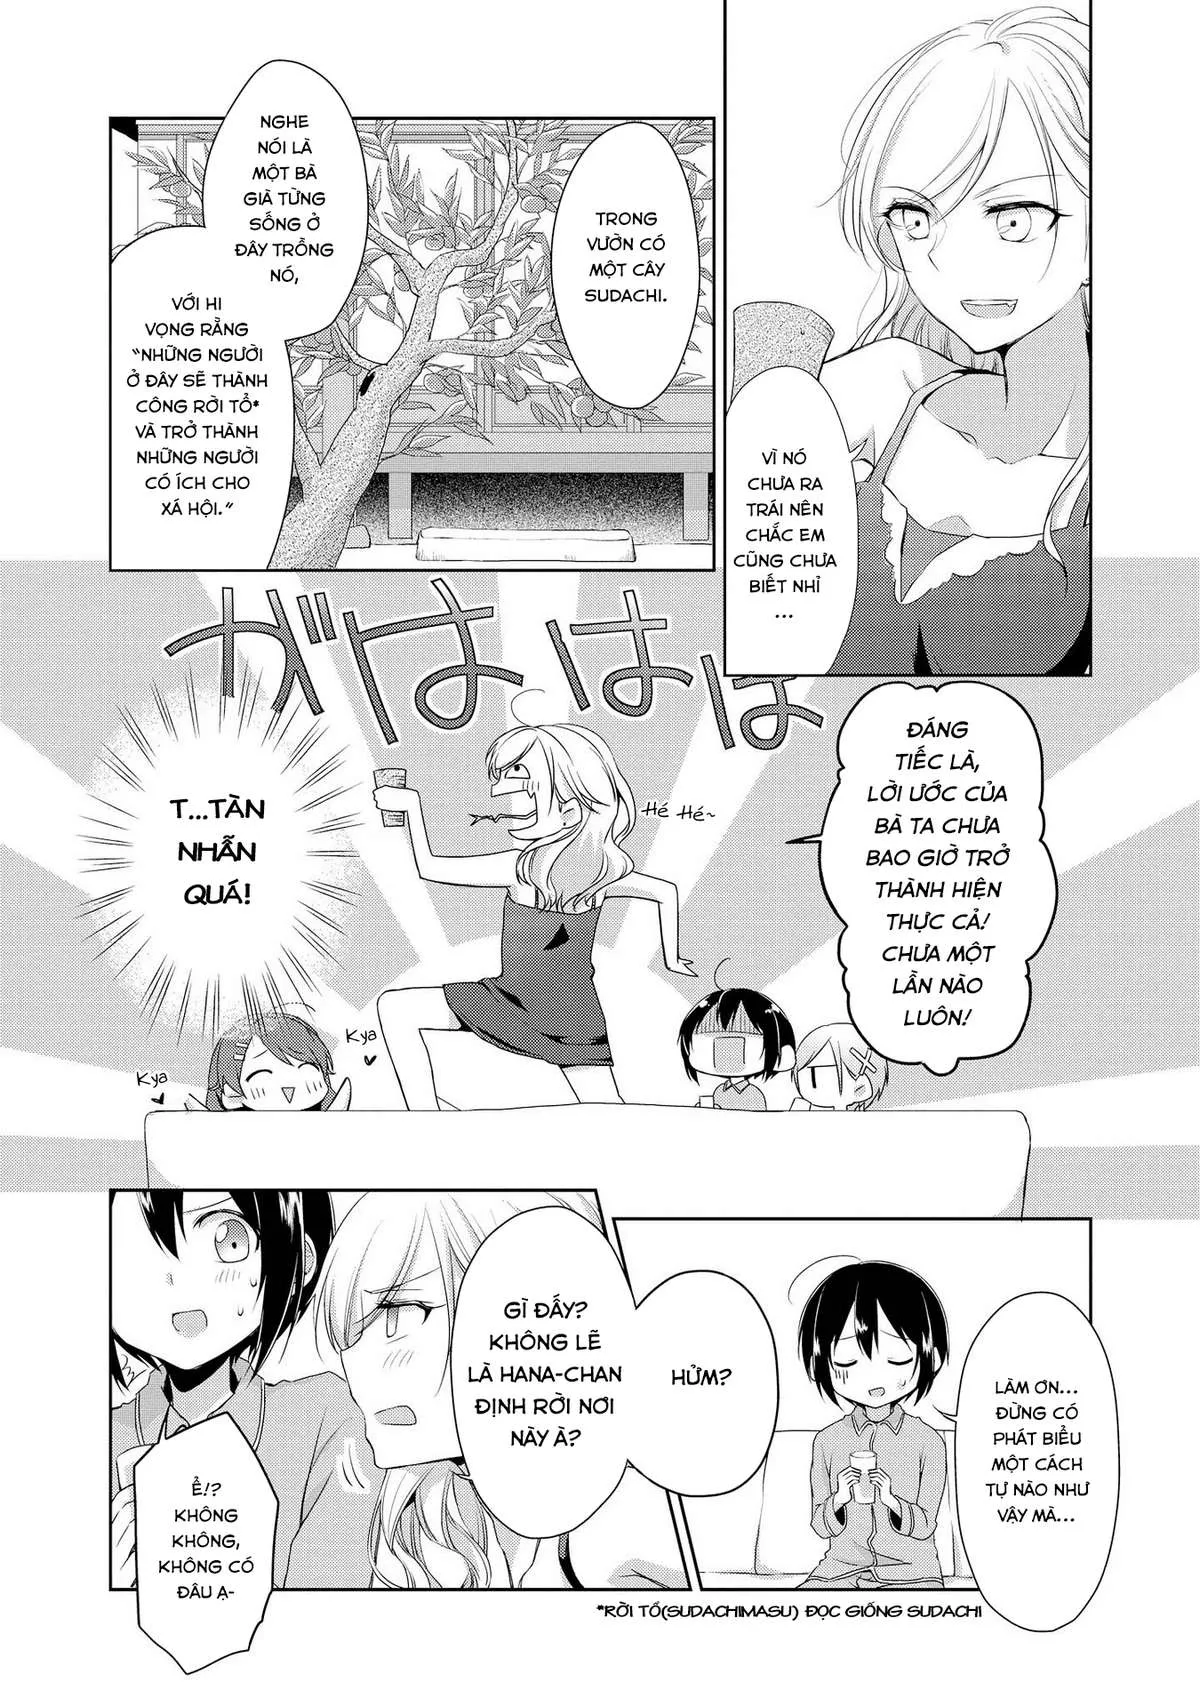 VÌ NÓ
CHƯA RA
TRÁI NÊN
CHẮC EM
CŨNG CHƯA
BIẾT NHỈ
...
TRONG
VƯỜN CÓ
MỘT CÂY
SUDACHI.
NGHE
NÓI LÀ
MỘT BÀ
GIÀ TỪNG
SỐNG Ở
ĐÂY TRỒNG
NÓ,
VỚI HI
VỌNG RẰNG
"NHỮNG NGƯỜI
Ở ĐÂY SẼ THÀNH
CÔNG RỜI TỔ*
VÀ TRỞ THÀNH
NHỮNG NGƯỜI
CÓ ÍCH CHO
XÁ HỘI."
がははは
ĐÁNG
TIẾC LÀ,
LỜI ƯỚC CỦA
BÀ TA CHƯA
BAO GIỜ TRỞ
THÀNH HIỆN
THỰC CẢ!
CHƯA MỘT
LẦN NÀO
LUÔN!
Hé Hé~
T...TÀN
NHẪN
QUÁ!
Kya
Kya
LÀM ƠN...
ĐỪNG CÓ
PHÁT BIỂU
MỘT CÁCH
TỰ NÀO NHƯ
VẬY MÀ...
HỬM?
GÌ ĐẤY?
KHÔNG LẼ
LÀ HANA-CHAN
ĐỊNH RỜI NƠI
NÀY À?
Ể!?
KHÔNG
KHÔNG,
KHÔNG CÓ
ĐÂU Ạ-
*RỜI TỔ(SUDACHIMASU) ĐỌC GIỐNG SUDACHI